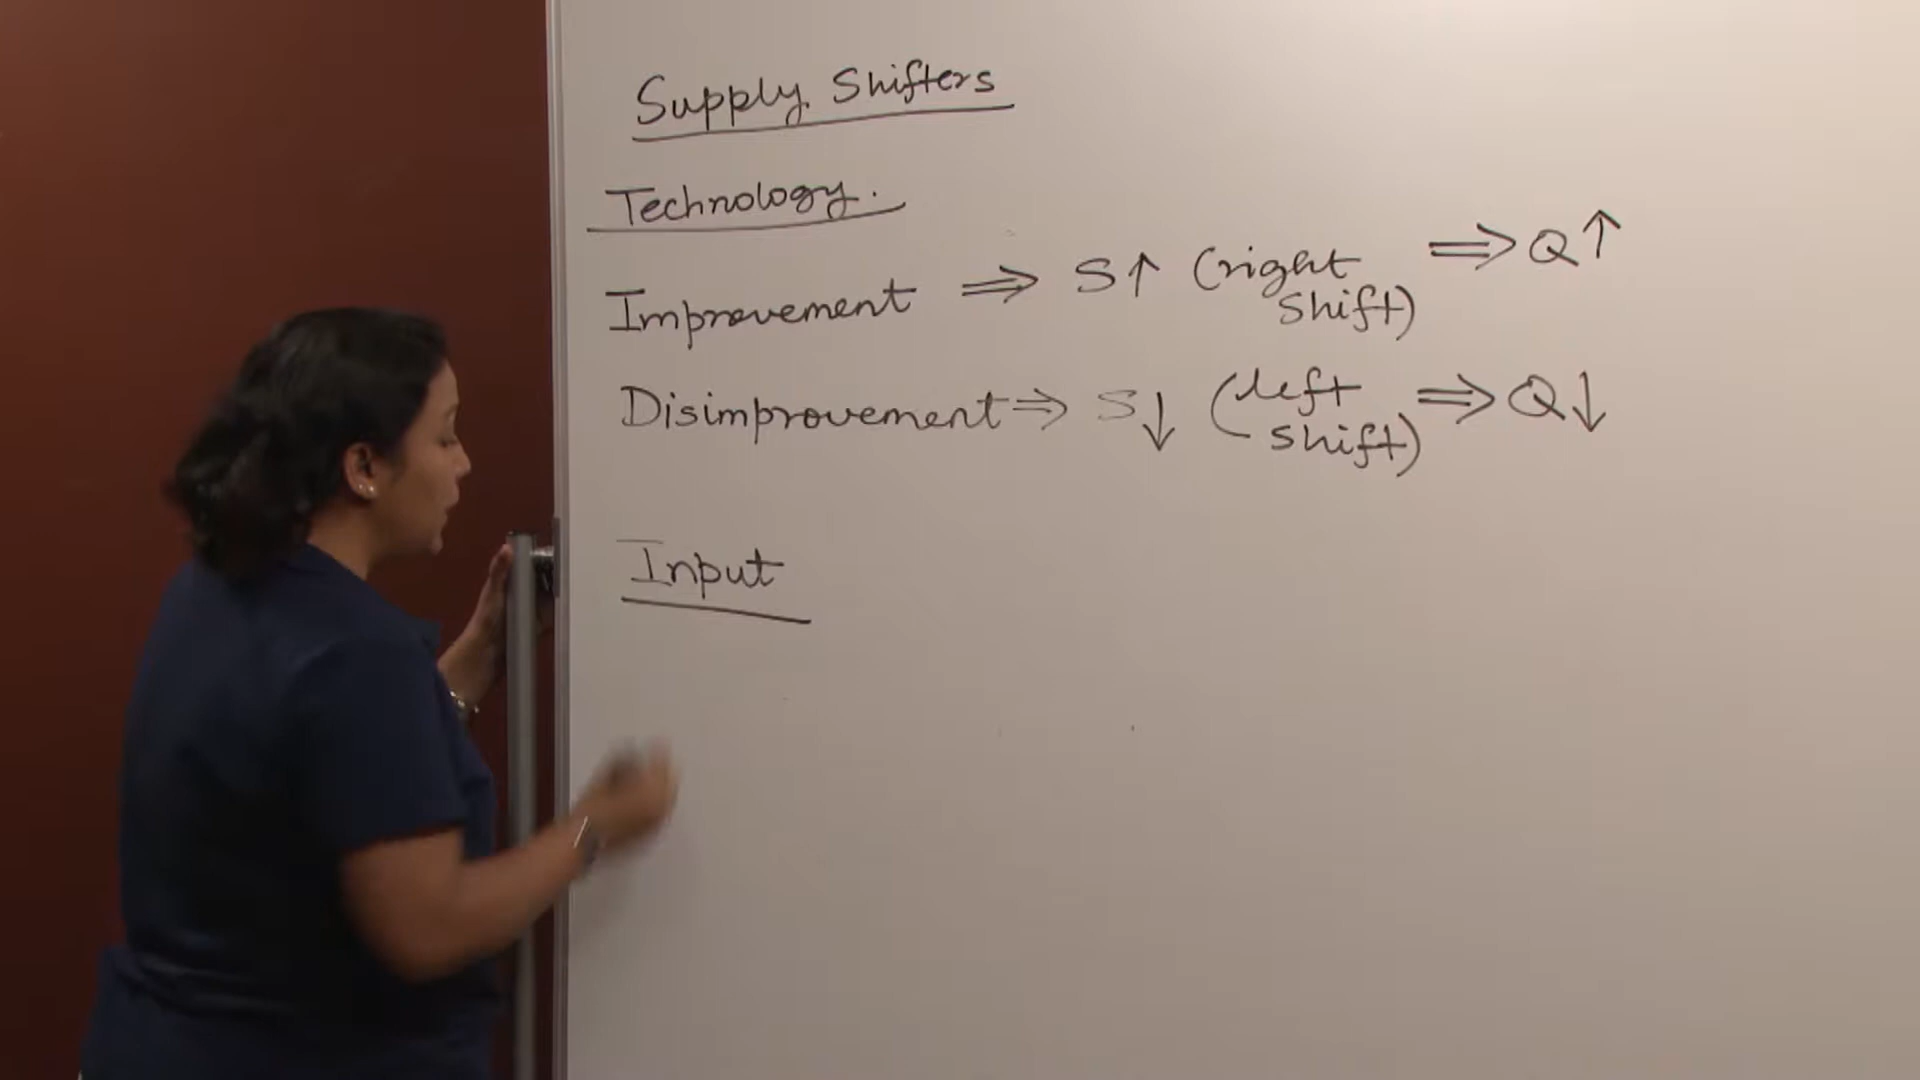 Supply Shifters
Technology.
Improvement ⇒ S↑ (right shift) ⇒ Q↑
Disimprovement ⇒ S↓ (left shift) ⇒ Q↓
Input